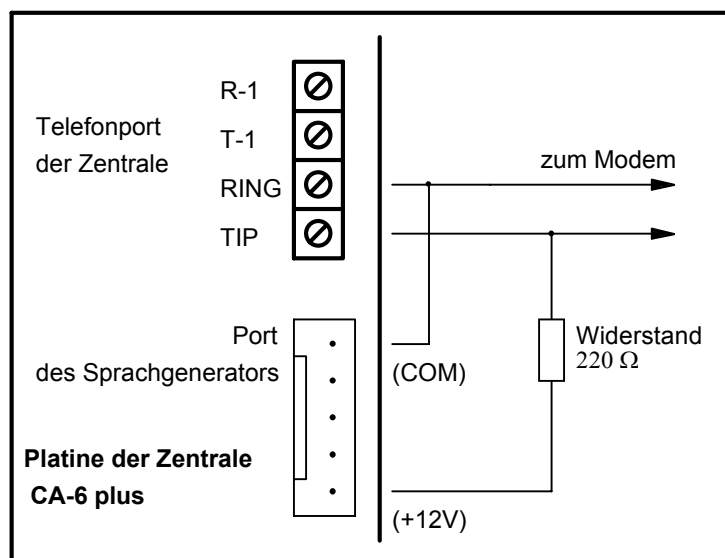 R-1
Telefonport
der Zentrale
T-1
RING
TIP
zum Modem
Port
des Sprachgenerators
(COM)
Widerstand
220 Ω
Platine der Zentrale
CA-6 plus
(+12V)